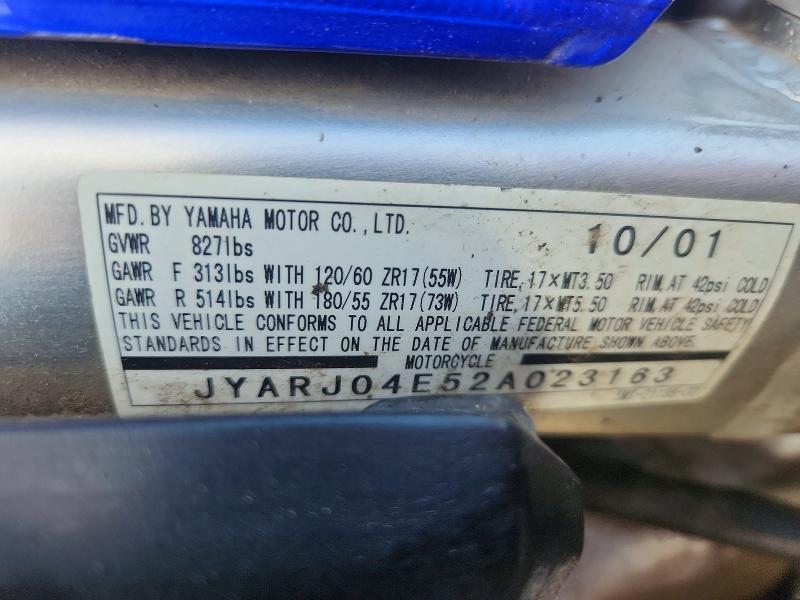 MFD. BY YAMAHA MOTOR CO., LTD. 10/01
GVWR 827lbs
GAWR F 313lbs WITH 120/60 ZR17(55W) TIRE, 17×MT3.50 RIM, AT 42psi COLD
GAWR R 514lbs WITH 180/55 ZR17(73W) TIRE, 17×MT5.50 RIM, AT 42psi COLD
THIS VEHICLE CONFORMS TO ALL APPLICABLE FEDERAL MOTOR VEHICLE SAFETY
STANDARDS IN EFFECT ON THE DATE OF MANUFACTURE SHOWN ABOVE.
MOTORCYCLE
JYARJ04E52A023163